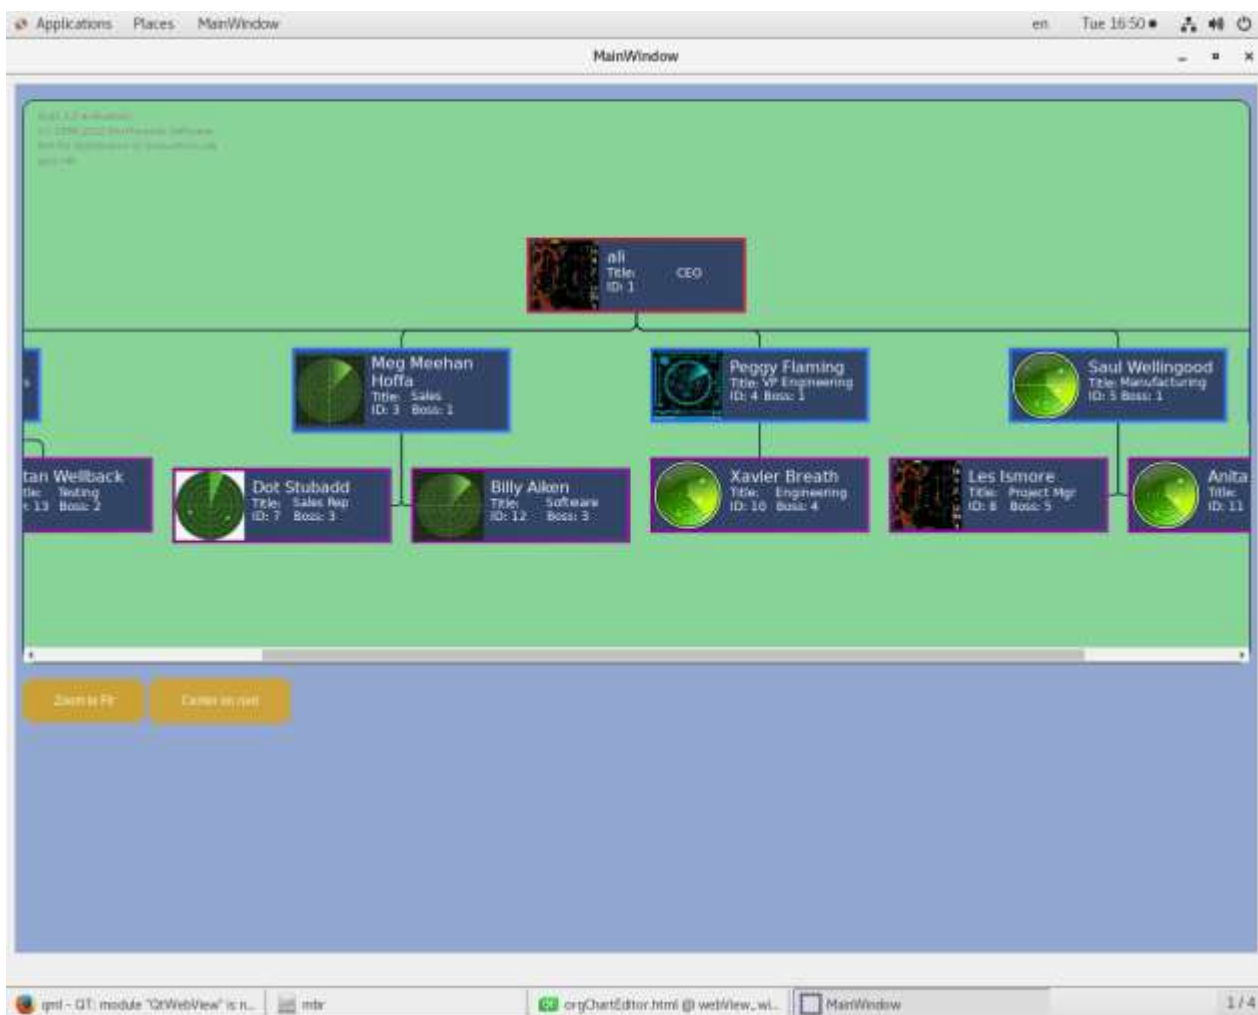 Applications Places MainWindow
en Tue 16:50
MainWindow
ali
Title: CEO
ID: 1
Meg Meehan
Hoffa
Title: Sales
ID: 3 Boss: 1
Peggy Flaming
Title: VP Engineering
ID: 4 Boss: 1
Saul Wellingood
Title: Manufacturing
ID: 5 Boss: 1
tan Wellback
Testing
13 Boss: 2
Dot Stubadd
Title: Sales Rep
ID: 7 Boss: 3
Billy Aiken
Title: Software
ID: 12 Boss: 3
Xavier Breath
Title: Engineering
ID: 10 Boss: 4
Les Ismore
Title: Project Mgr
ID: 6 Boss: 5
Anita
Title:
ID: 11
Zoom to Fit
Center on root
qml - QT: module "QtWebView" is n...
mbr
orgChartEditor.html @ webView_wi...
MainWindow
1 / 4